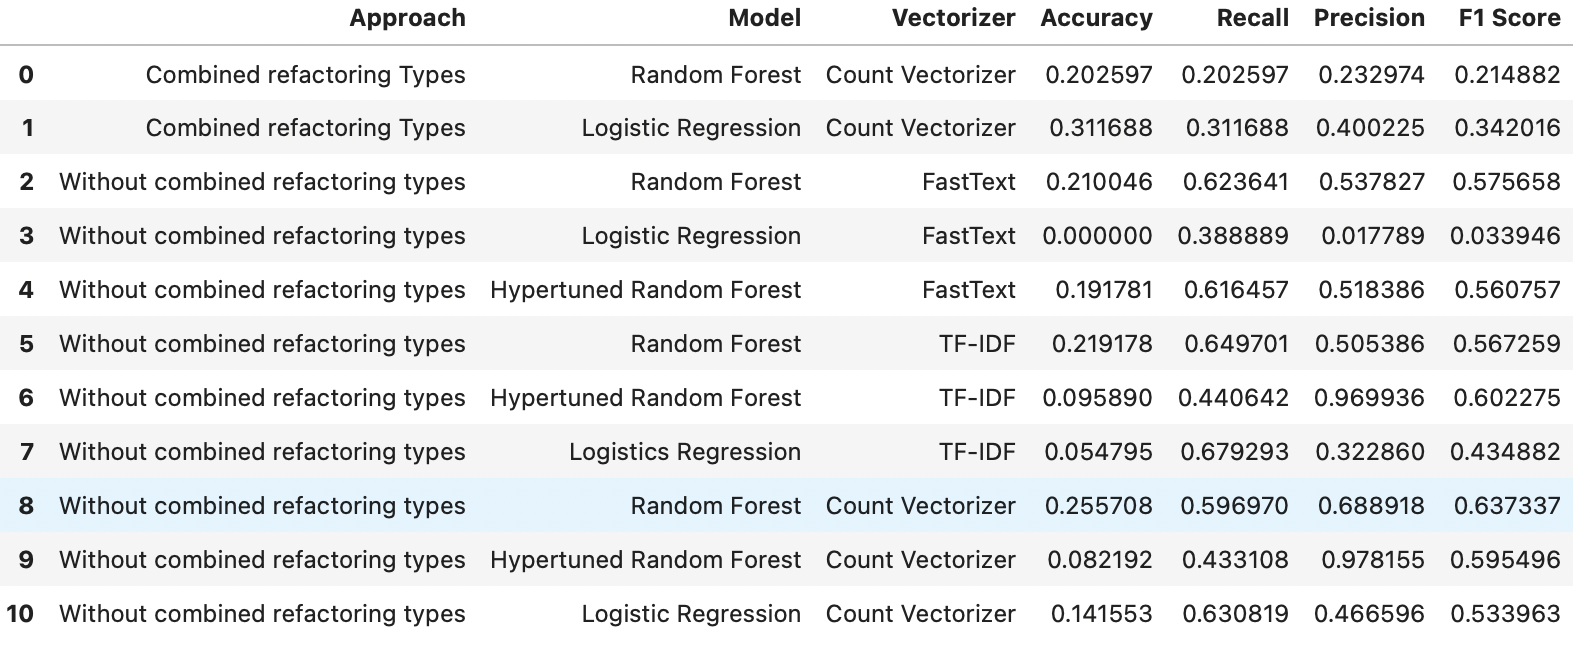 Approach Model Vectorizer Accuracy Recall Precision F1 Score
0 Combined refactoring Types Random Forest Count Vectorizer 0.202597 0.202597 0.232974 0.214882
1 Combined refactoring Types Logistic Regression Count Vectorizer 0.311688 0.311688 0.400225 0.342016
2 Without combined refactoring types Random Forest FastText 0.210046 0.623641 0.537827 0.575658
3 Without combined refactoring types Logistic Regression FastText 0.000000 0.388889 0.017789 0.033946
4 Without combined refactoring types Hypertuned Random Forest FastText 0.191781 0.616457 0.518386 0.560757
5 Without combined refactoring types Random Forest TF-IDF 0.219178 0.649701 0.505386 0.567259
6 Without combined refactoring types Hypertuned Random Forest TF-IDF 0.095890 0.440642 0.969936 0.602275
7 Without combined refactoring types Logistics Regression TF-IDF 0.054795 0.679293 0.322860 0.434882
8 Without combined refactoring types Random Forest Count Vectorizer 0.255708 0.596970 0.688918 0.637337
9 Without combined refactoring types Hypertuned Random Forest Count Vectorizer 0.082192 0.433108 0.978155 0.595496
10 Without combined refactoring types Logistic Regression Count Vectorizer 0.141553 0.630819 0.466596 0.533963